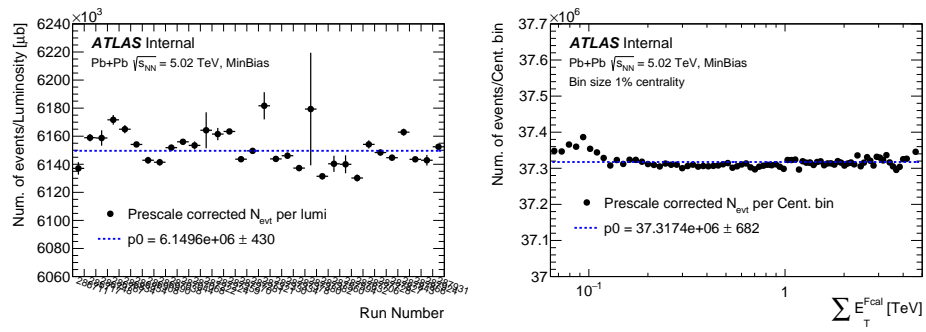 ×10³
6240
6220
6200
6180
6160
6140
6120
6100
6080
6060
Num. of events/Luminosity [μb]
ATLAS Internal
Pb+Pb √sNN = 5.02 TeV, MinBias
Prescale corrected Nevt per lumi
p0 = 6.1496e+06 ± 430
Run Number
×10⁶
37.7
37.6
37.5
37.4
37.3
37.2
37.1
37
Num. of events/Cent. bin
ATLAS Internal
Pb+Pb √sNN = 5.02 TeV, MinBias
Bin size 1% centrality
Prescale corrected Nevt per Cent. bin
p0 = 37.3174e+06 ± 682
10⁻¹ 1
∑ E_T^Fcal [TeV]